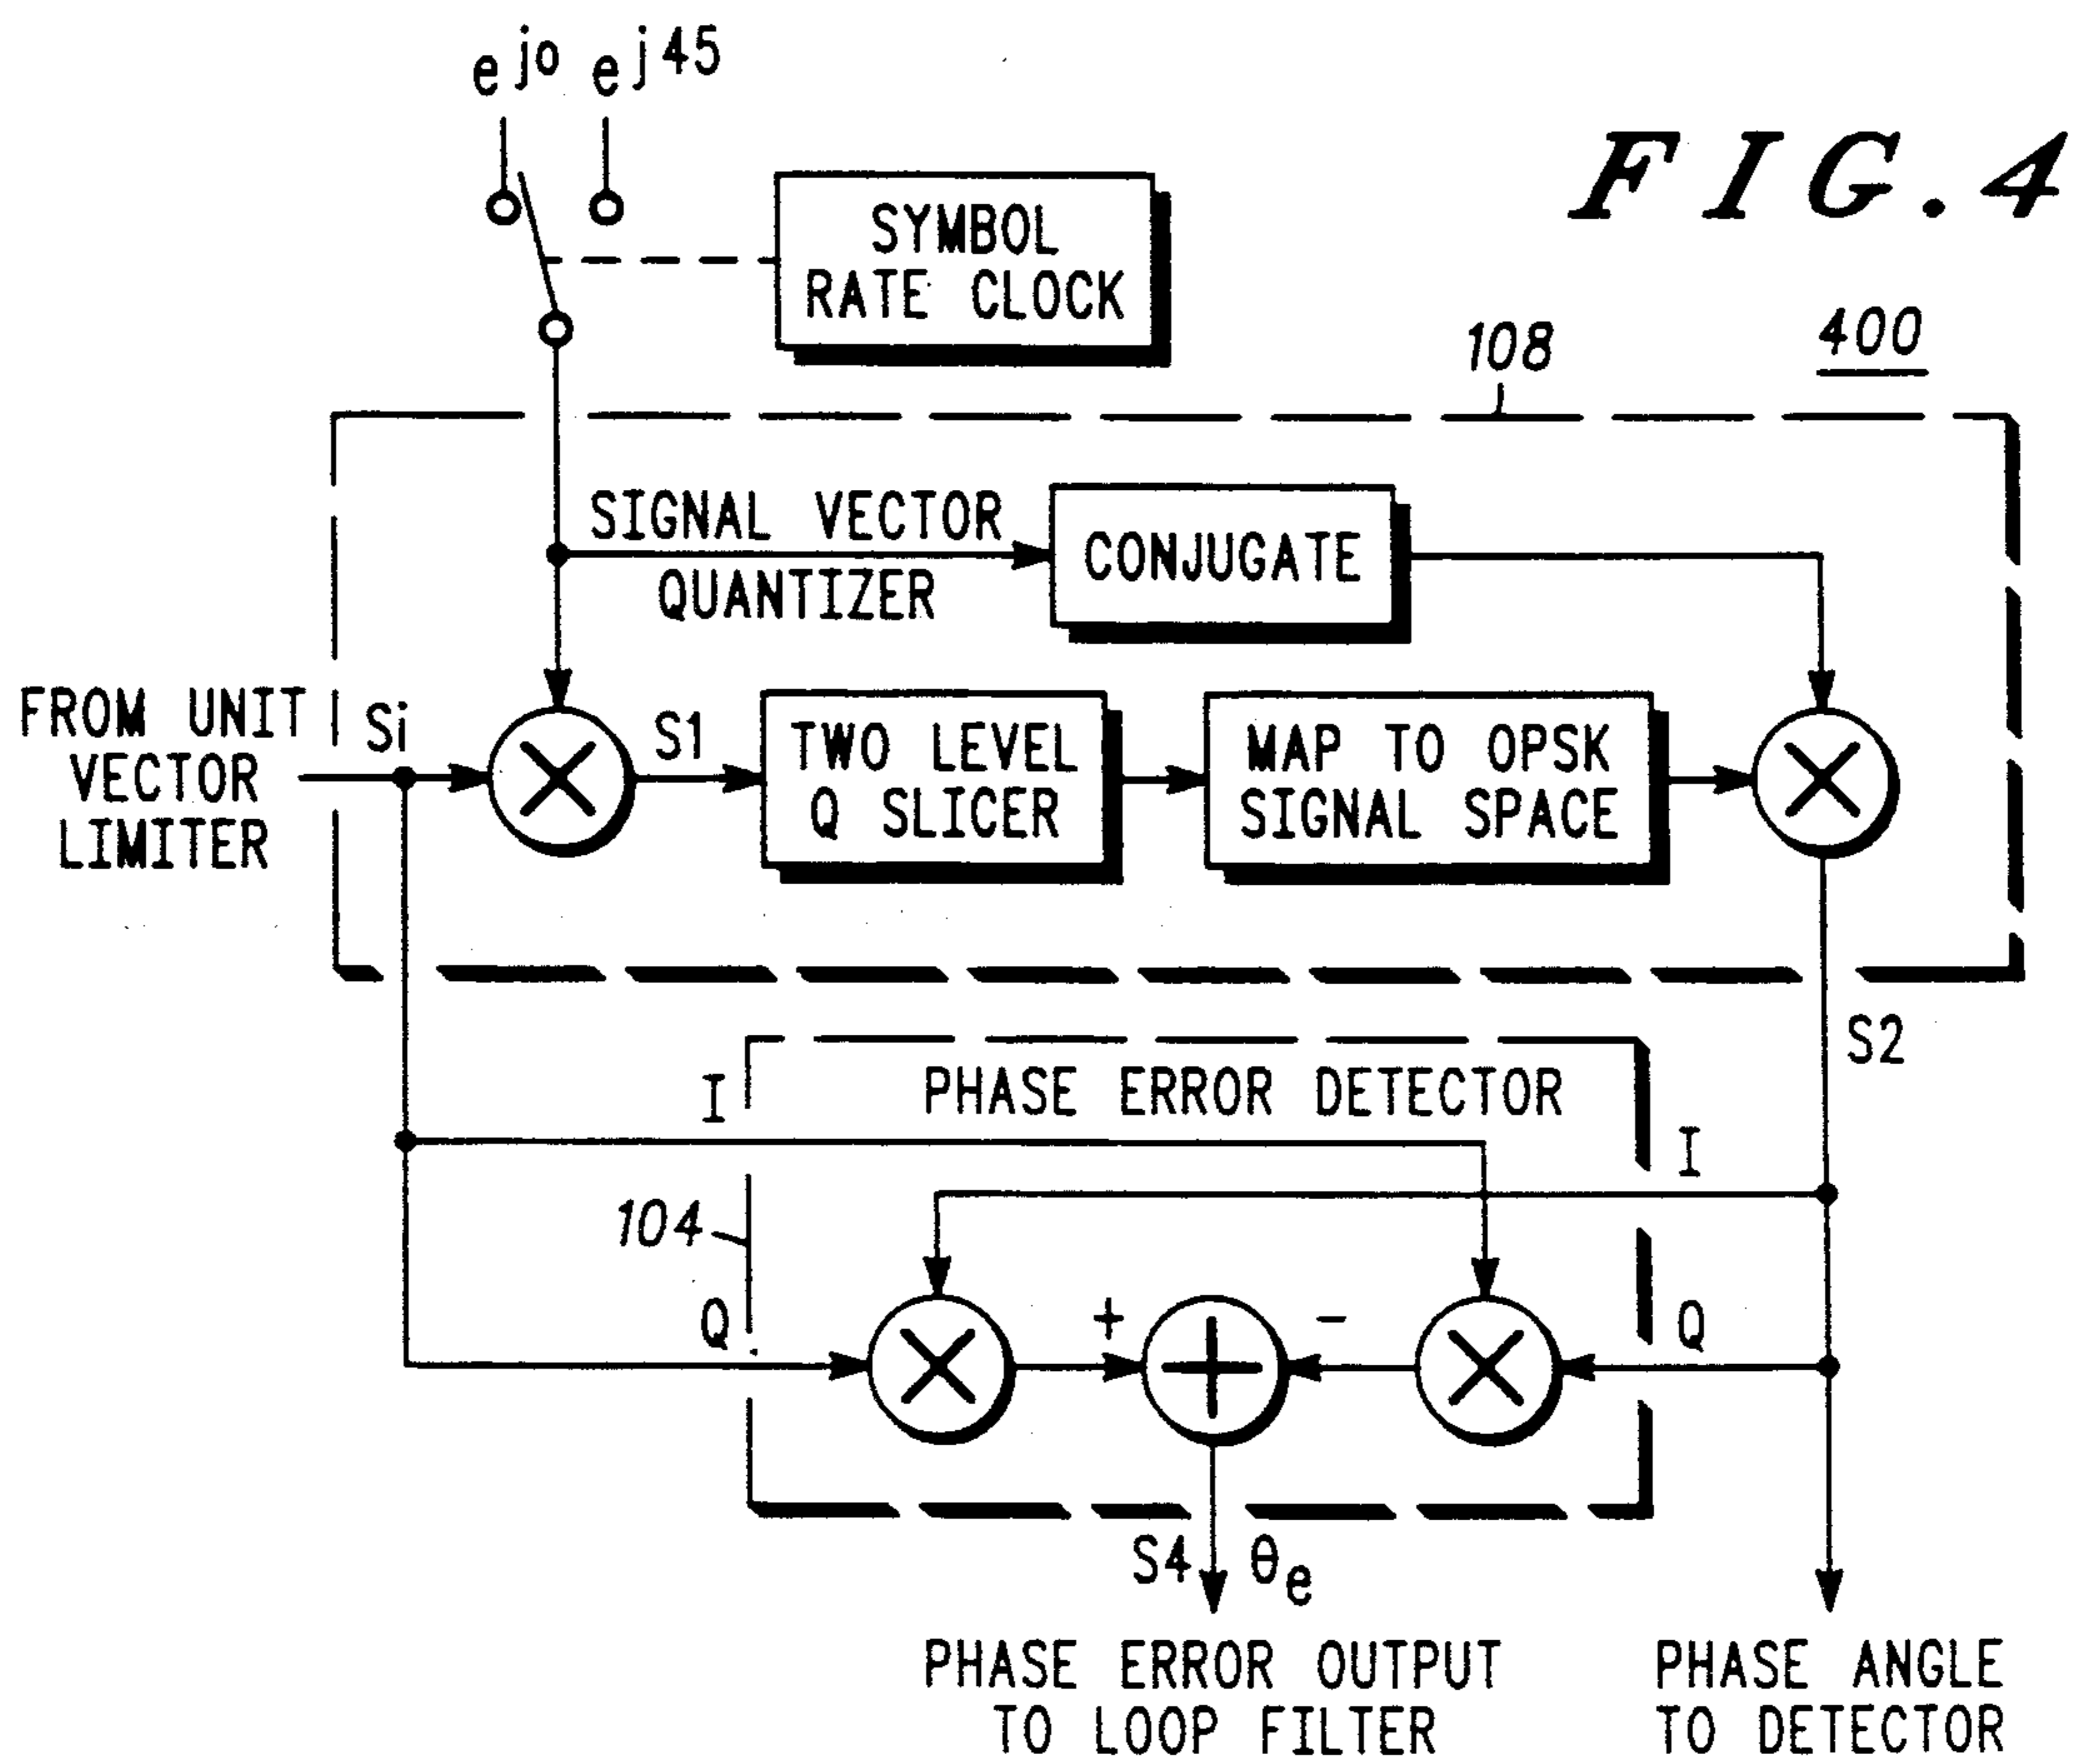 e^jo e^j45
FIG.4
SYMBOL
RATE CLOCK
108
400
SIGNAL VECTOR
QUANTIZER
CONJUGATE
FROM UNIT
VECTOR
LIMITER
Si
S1
TWO LEVEL
Q SLICER
MAP TO OPSK
SIGNAL SPACE
S2
I
PHASE ERROR DETECTOR
I
104
Q
+
−
Q
S4 θe
PHASE ERROR OUTPUT
TO LOOP FILTER
PHASE ANGLE
TO DETECTOR